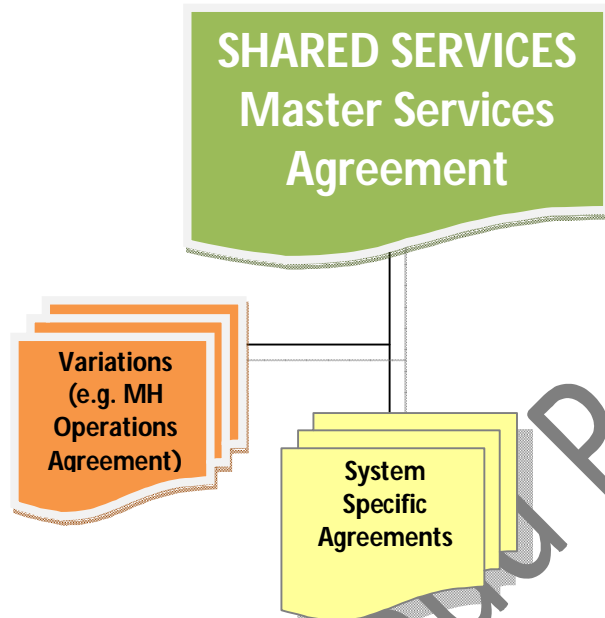 SHARED SERVICES
Master Services
Agreement
Variations
(e.g. MH
Operations
Agreement)
System
Specific
Agreements